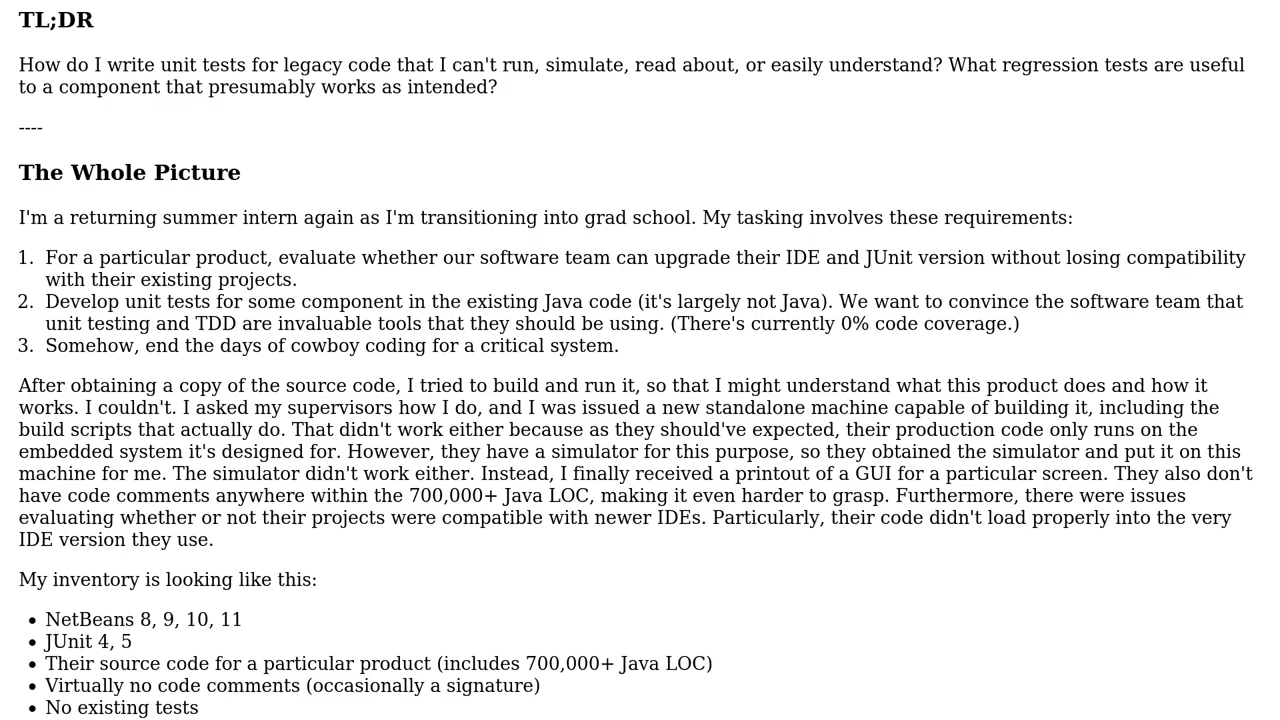 TL;DR
How do I write unit tests for legacy code that I can't run, simulate, read about, or easily understand? What regression tests are useful
to a component that presumably works as intended?
----
The Whole Picture
I'm a returning summer intern again as I'm transitioning into grad school. My tasking involves these requirements:
1. For a particular product, evaluate whether our software team can upgrade their IDE and JUnit version without losing compatibility
with their existing projects.
2. Develop unit tests for some component in the existing Java code (it's largely not Java). We want to convince the software team that
unit testing and TDD are invaluable tools that they should be using. (There's currently 0% code coverage.)
3. Somehow, end the days of cowboy coding for a critical system.
After obtaining a copy of the source code, I tried to build and run it, so that I might understand what this product does and how it
works. I couldn't. I asked my supervisors how I do, and I was issued a new standalone machine capable of building it, including the
build scripts that actually do. That didn't work either because as they should've expected, their production code only runs on the
embedded system it's designed for. However, they have a simulator for this purpose, so they obtained the simulator and put it on this
machine for me. The simulator didn't work either. Instead, I finally received a printout of a GUI for a particular screen. They also don't
have code comments anywhere within the 700,000+ Java LOC, making it even harder to grasp. Furthermore, there were issues
evaluating whether or not their projects were compatible with newer IDEs. Particularly, their code didn't load properly into the very
IDE version they use.
My inventory is looking like this:
• NetBeans 8, 9, 10, 11
• JUnit 4, 5
• Their source code for a particular product (includes 700,000+ Java LOC)
• Virtually no code comments (occasionally a signature)
• No existing tests